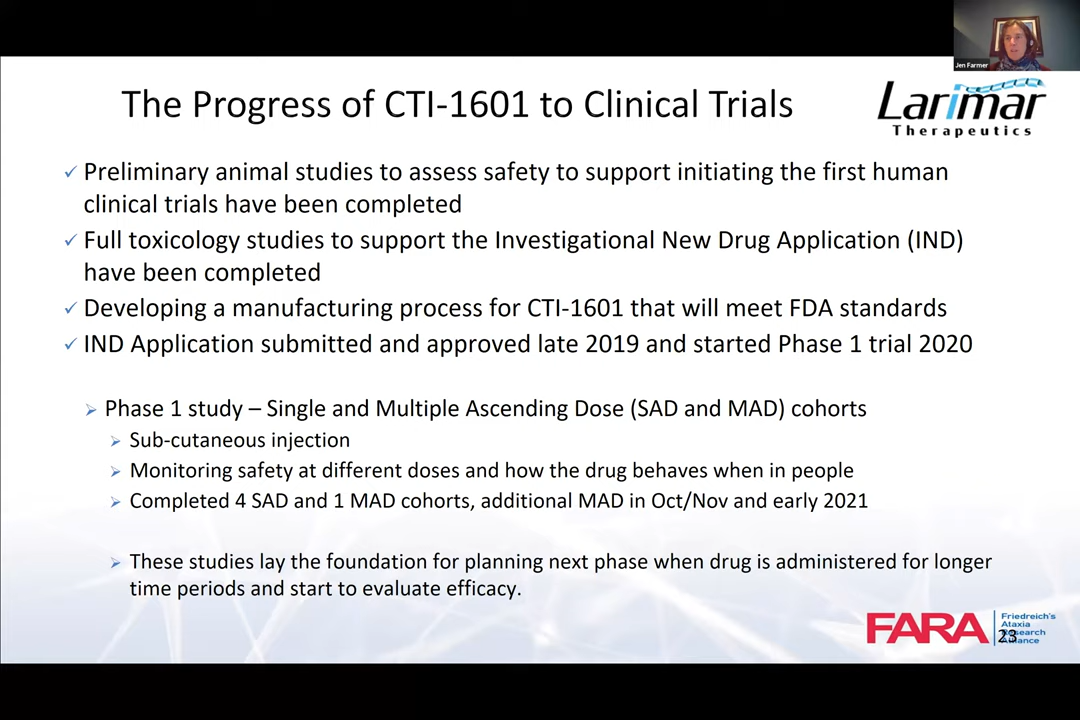 Jen Farmer
The Progress of CTI-1601 to Clinical Trials
Larimar
Therapeutics
Preliminary animal studies to assess safety to support initiating the first human
clinical trials have been completed
Full toxicology studies to support the Investigational New Drug Application (IND)
have been completed
Developing a manufacturing process for CTI-1601 that will meet FDA standards
IND Application submitted and approved late 2019 and started Phase 1 trial 2020
Phase 1 study – Single and Multiple Ascending Dose (SAD and MAD) cohorts
Sub-cutaneous injection
Monitoring safety at different doses and how the drug behaves when in people
Completed 4 SAD and 1 MAD cohorts, additional MAD in Oct/Nov and early 2021
These studies lay the foundation for planning next phase when drug is administered for longer
time periods and start to evaluate efficacy.
FARA
Friedreich's
Ataxia
Research
Alliance
23